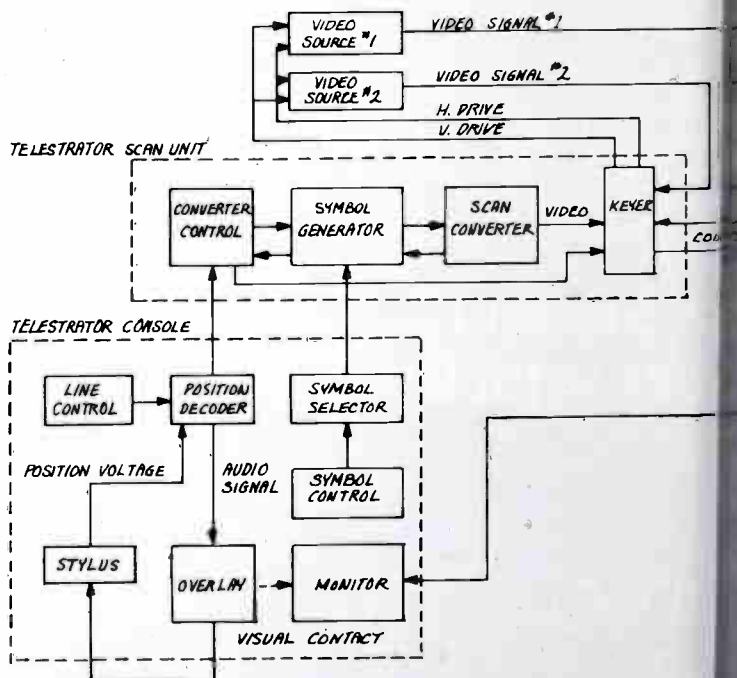 VIDEO
SOURCE #1
VIDEO SIGNAL #1
VIDEO
SOURCE #2
VIDEO SIGNAL #2
H. DRIVE
V. DRIVE
TELESTRATOR SCAN UNIT
CONVERTER
CONTROL
SYMBOL
GENERATOR
SCAN
CONVERTER
VIDEO
KEYER
TELESTRATOR CONSOLE
LINE
CONTROL
POSITION
DECODER
SYMBOL
SELECTOR
POSITION VOLTAGE
AUDIO
SIGNAL
SYMBOL
CONTROL
STYLUS
OVERLAY
MONITOR
VISUAL CONTACT